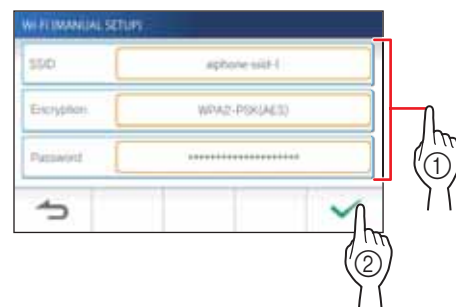 WI-FI (MANUAL SETUP)
SSID
aiphone-ssid-1
Encryption
WPA2-PSK(AES)
Password
********************
①
②